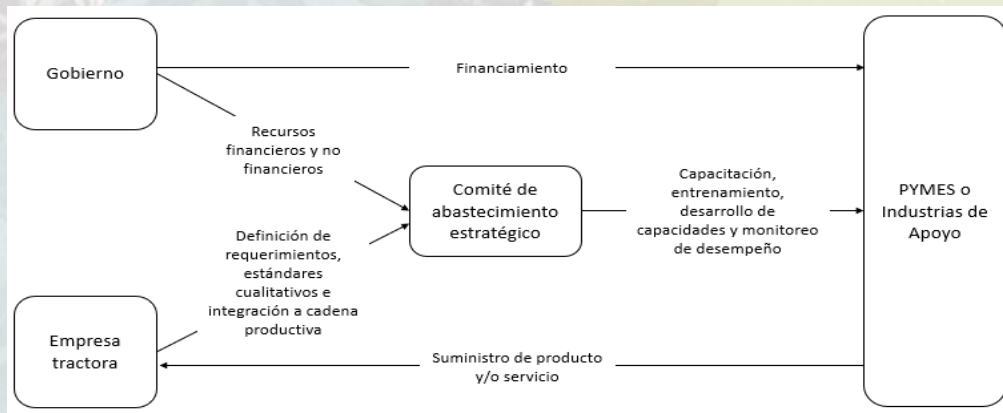 Gobierno
Financiamiento
Recursos
financieros y no
financieros
Comité de
abastecimiento
estratégico
Capacitación,
entrenamiento,
desarrollo de
capacidades y monitoreo
de desempeño
PYMES o
Industrias de
Apoyo
Definición de
requerimientos,
estándares
cualitativos e
integración a cadena
productiva
Empresa
tractora
Suministro de producto
y/o servicio